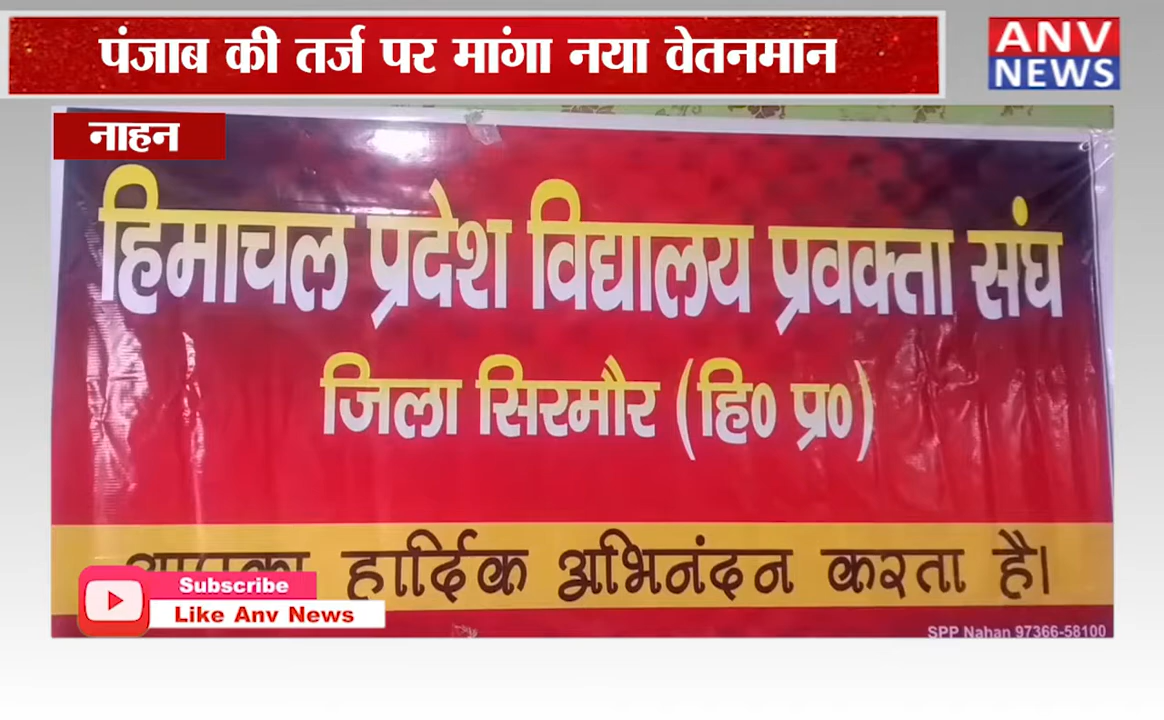 पंजाब की तर्ज पर मांगा नया वेतनमान
ANV
NEWS
नाहन
हिमाचल प्रदेश विद्यालय प्रवक्ता संघ
जिला सिरमौर (हि० प्र०)
हार्दिक अभिनंदन करता है।
Subscribe
Like Anv News
SPP Nahan 97366-58100